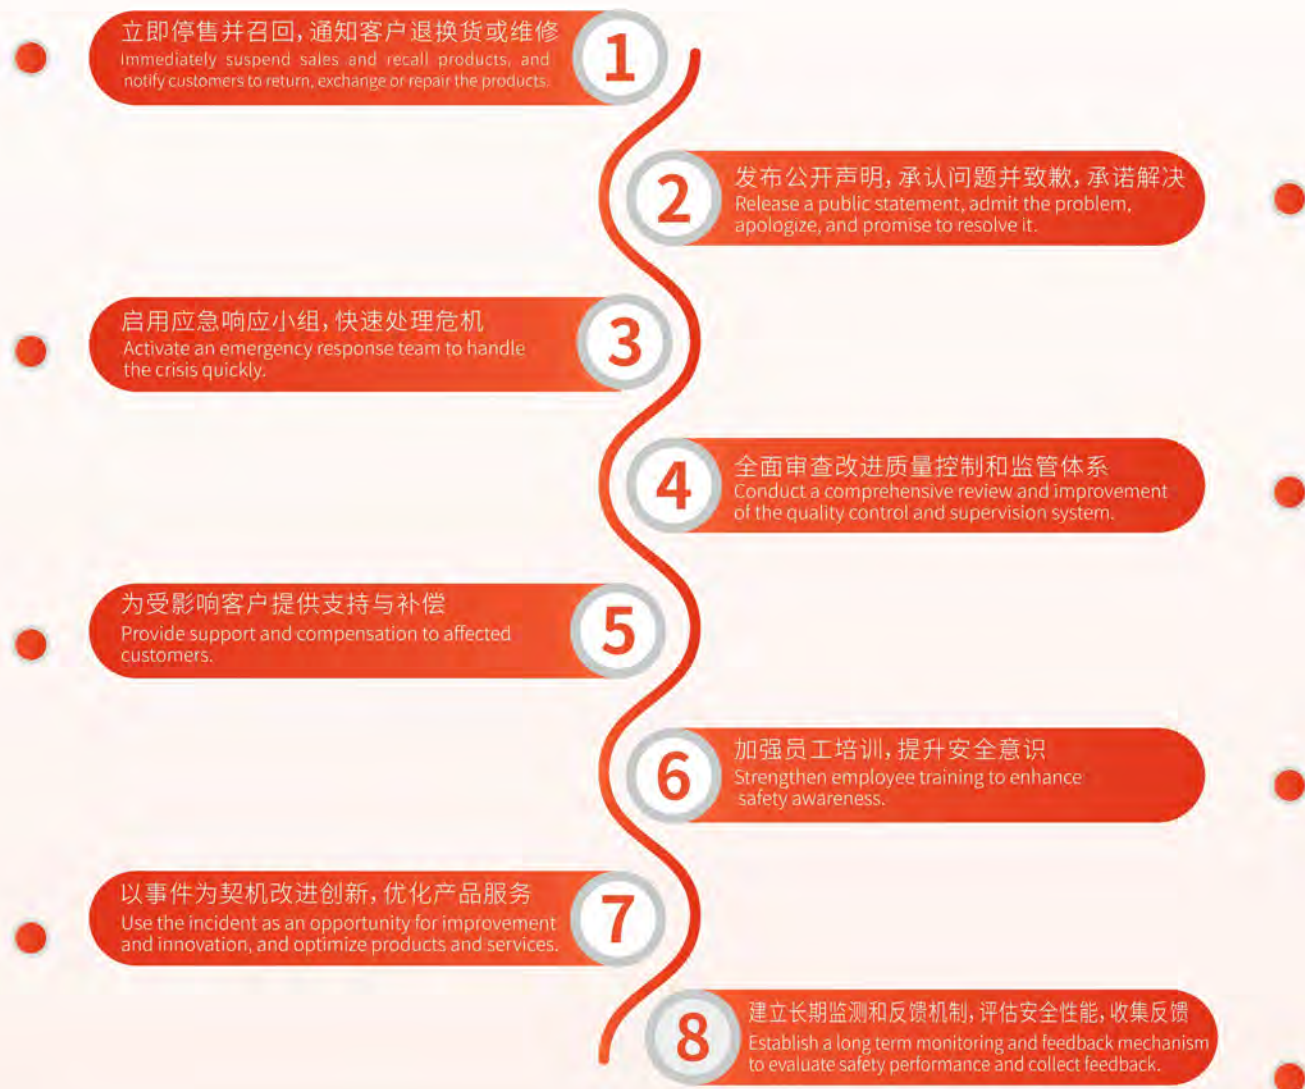 立即停售并召回，通知客户退换货或维修
Immediately suspend sales and recall products, and
notify customers to return, exchange or repair the products.
1
2
发布公开声明，承认问题并致歉，承诺解决
Release a public statement, admit the problem,
apologize, and promise to resolve it.
启用应急响应小组，快速处理危机
Activate an emergency response team to handle
the crisis quickly.
3
4
全面审查改进质量控制和监管体系
Conduct a comprehensive review and improvement
of the quality control and supervision system.
为受影响客户提供支持与补偿
Provide support and compensation to affected
customers.
5
6
加强员工培训，提升安全意识
Strengthen employee training to enhance
safety awareness.
以事件为契机改进创新，优化产品服务
Use the incident as an opportunity for improvement
and innovation, and optimize products and services.
7
8
建立长期监测和反馈机制，评估安全性能，收集反馈
Establish a long term monitoring and feedback mechanism
to evaluate safety performance and collect feedback.